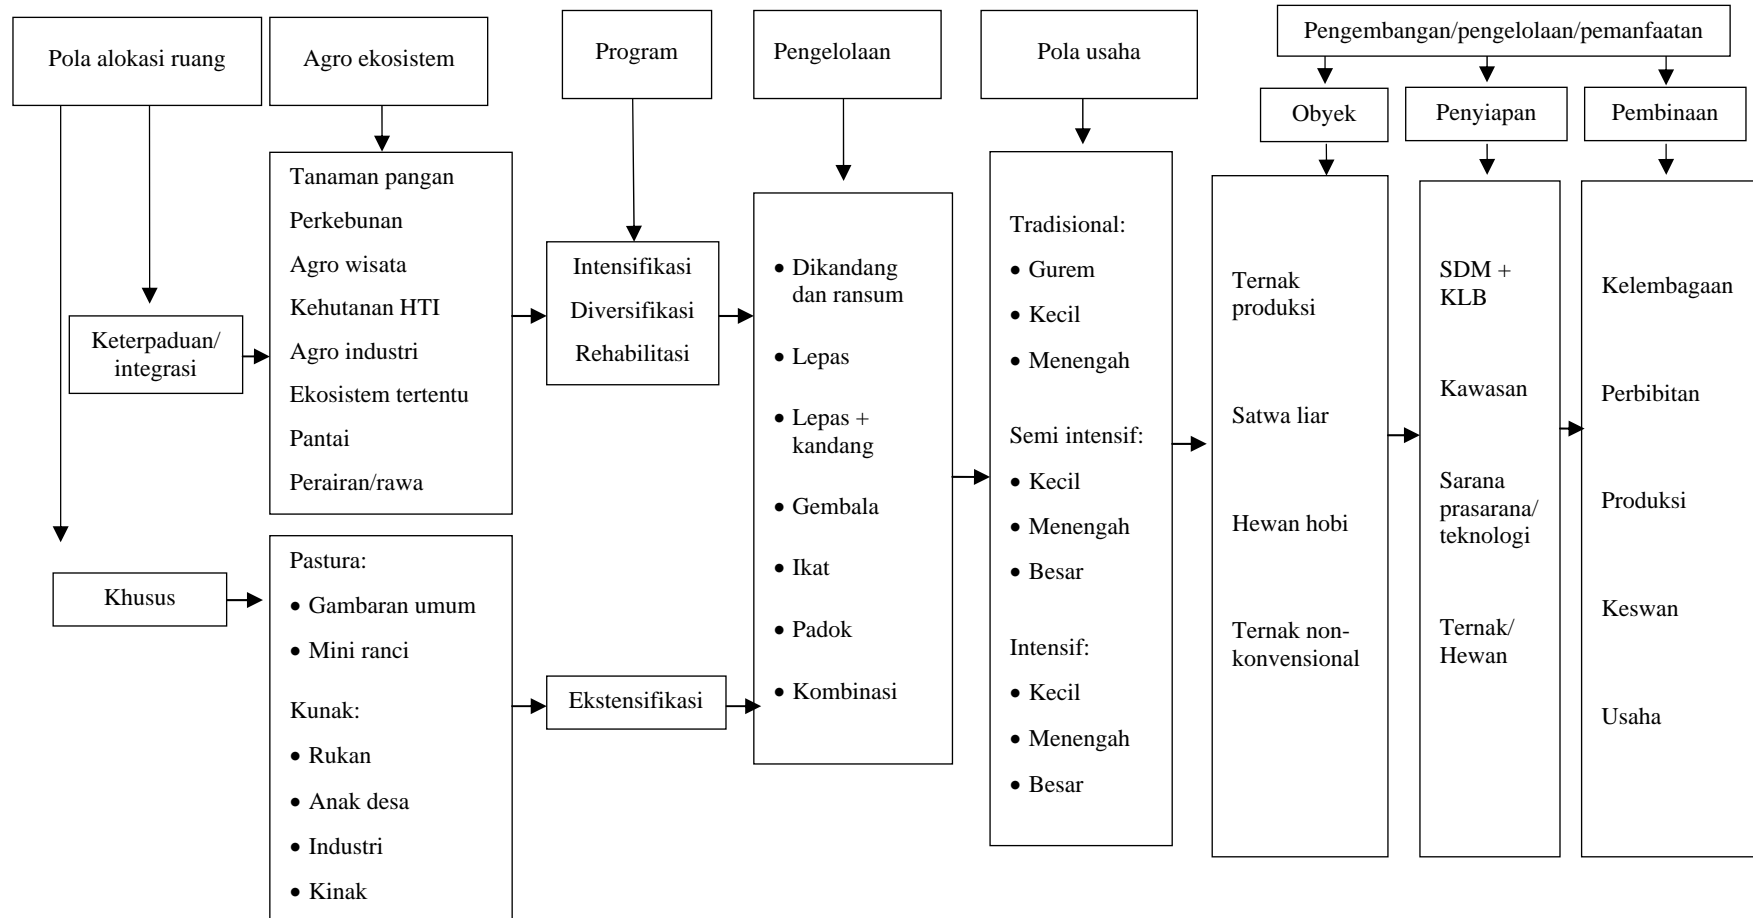 Pola alokasi ruang
Agro ekosistem
Program
Pengelolaan
Pola usaha
Pengembangan/pengelolaan/pemanfaatan
Obyek
Penyiapan
Pembinaan
Keterpaduan/
integrasi
Tanaman pangan
Perkebunan
Agro wisata
Kehutanan HTI
Agro industri
Ekosistem tertentu
Pantai
Perairan/rawa
Intensifikasi
Diversifikasi
Rehabilitasi
Khusus
Pastura:
• Gambaran umum
• Mini ranci
Kunak:
• Rukan
• Anak desa
• Industri
• Kinak
Ekstensifikasi
• Dikandang
dan ransum
• Lepas
• Lepas +
kandang
• Gembala
• Ikat
• Padok
• Kombinasi
Tradisional:
• Gurem
• Kecil
• Menengah
Semi intensif:
• Kecil
• Menengah
• Besar
Intensif:
• Kecil
• Menengah
• Besar
Ternak
produksi
Satwa liar
Hewan hobi
Ternak non-
konvensional
SDM +
KLB
Kawasan
Sarana
prasarana/
teknologi
Ternak/
Hewan
Kelembagaan
Perbibitan
Produksi
Keswan
Usaha